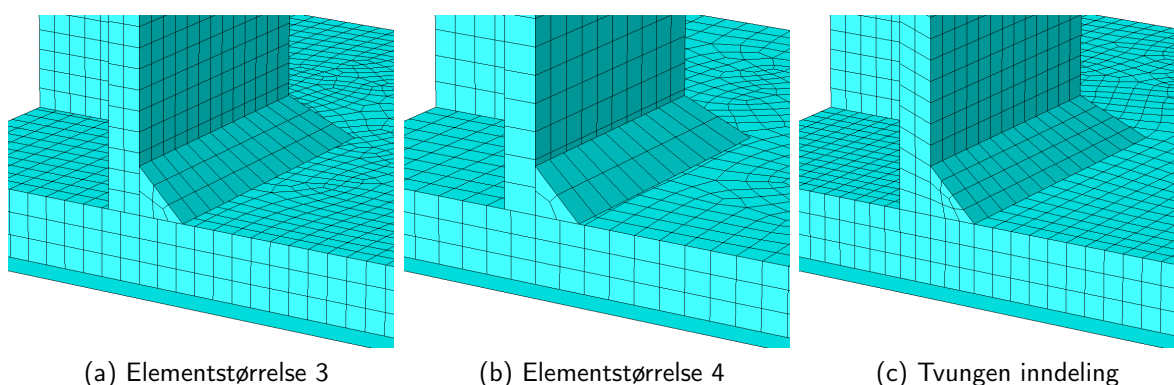 (a) Elementstørrelse 3
(b) Elementstørrelse 4
(c) Tvungen inndeling